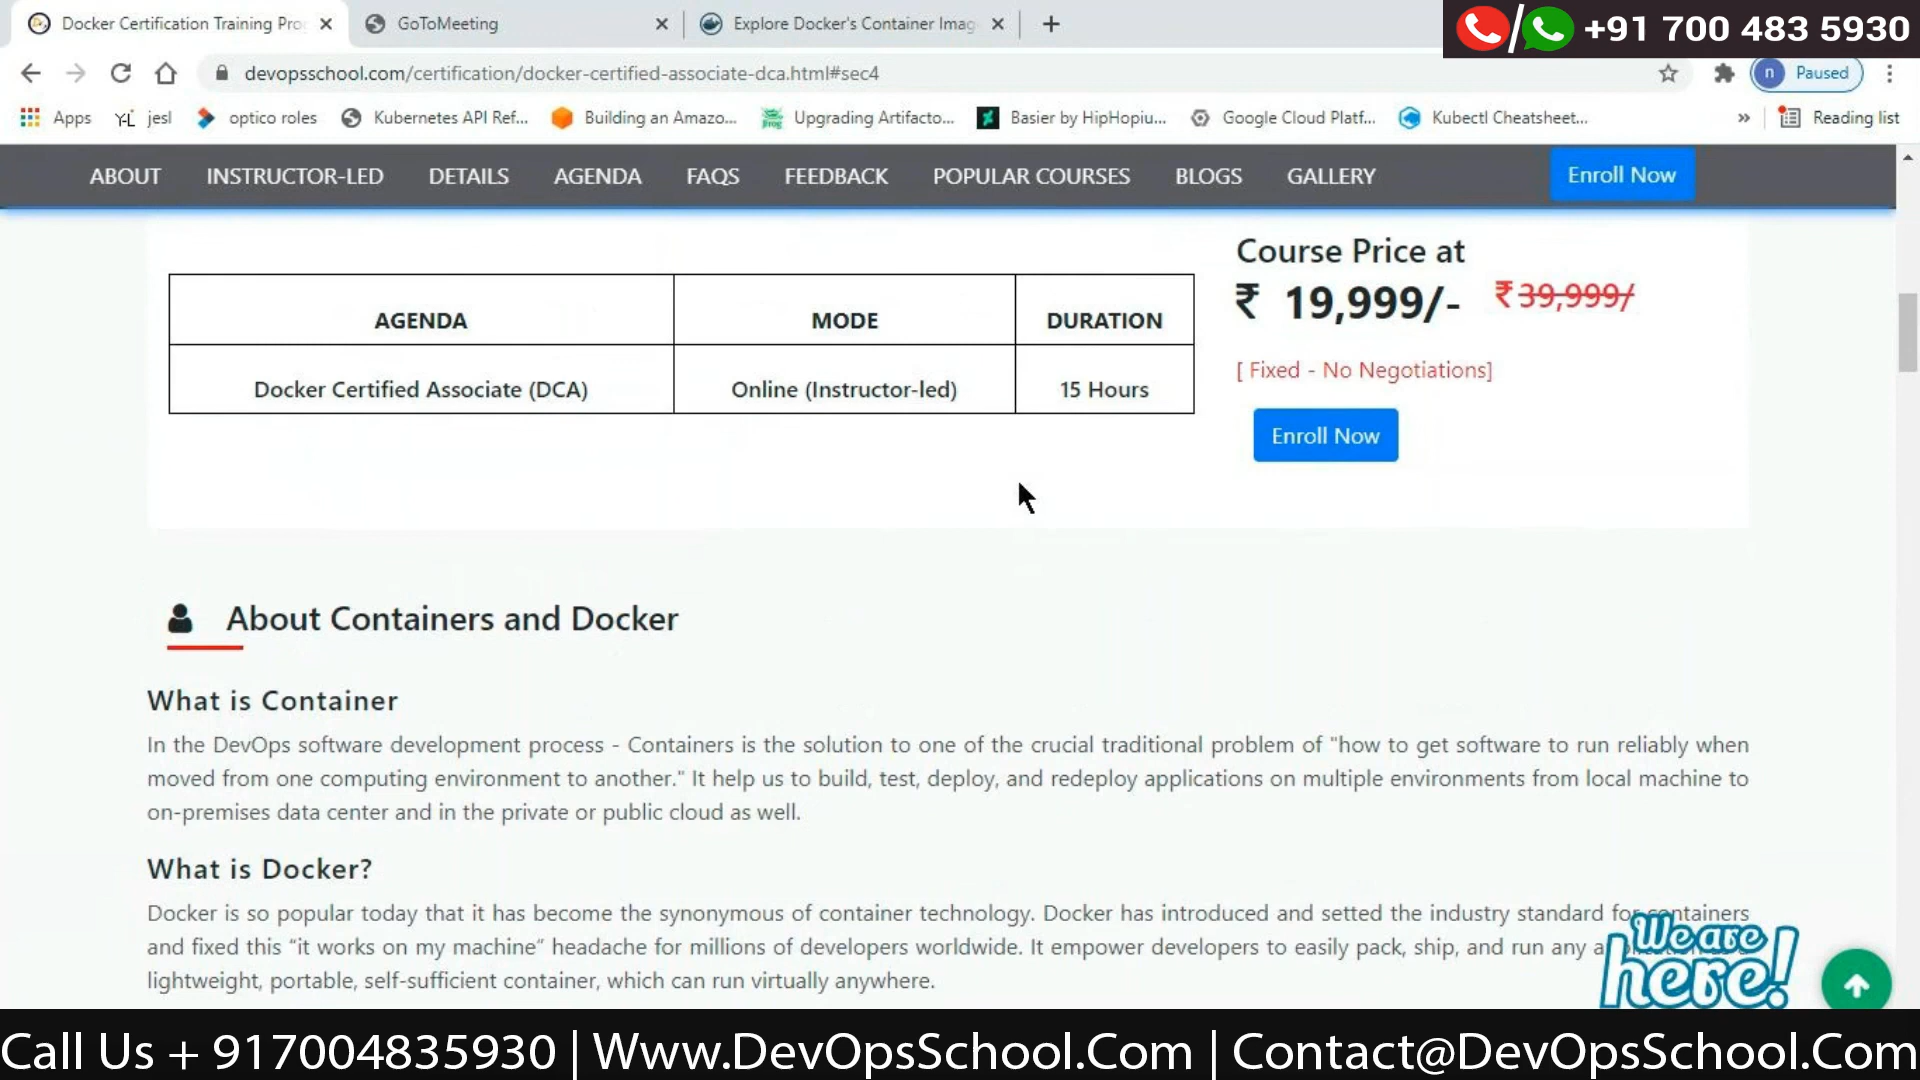 Docker Certification Training Pro
GoToMeeting
Explore Docker's Container Imag
+91 700 483 5930
devopsschool.com/certification/docker-certified-associate-dca.html#sec4
n
Paused
Apps
jesl
optico roles
Kubernetes API Ref...
Building an Amazo...
Upgrading Artifacto...
Basier by HipHopiu...
Google Cloud Platf...
Kubectl Cheatsheet...
»
Reading list
ABOUT
INSTRUCTOR-LED
DETAILS
AGENDA
FAQS
FEEDBACK
POPULAR COURSES
BLOGS
GALLERY
Enroll Now
AGENDA
MODE
DURATION
Docker Certified Associate (DCA)
Online (Instructor-led)
15 Hours
Course Price at
₹ 19,999/- ₹39,999/
[ Fixed - No Negotiations]
Enroll Now
About Containers and Docker
What is Container
In the DevOps software development process - Containers is the solution to one of the crucial traditional problem of "how to get software to run reliably when
moved from one computing environment to another." It help us to build, test, deploy, and redeploy applications on multiple environments from local machine to
on-premises data center and in the private or public cloud as well.
What is Docker?
Docker is so popular today that it has become the synonymous of container technology. Docker has introduced and setted the industry standard for containers
and fixed this “it works on my machine“ headache for millions of developers worldwide. It empower developers to easily pack, ship, and run any
lightweight, portable, self-sufficient container, which can run virtually anywhere.
We are
here!
Call Us + 917004835930 | Www.DevOpsSchool.Com | Contact@DevOpsSchool.Com